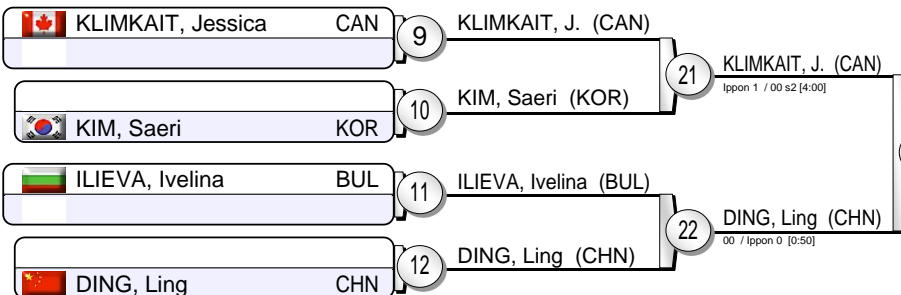 KLIMKAIT, Jessica CAN
9
KLIMKAIT, J. (CAN)
21
KLIMKAIT, J. (CAN)
Ippon 1 / 00 s2 [4:00]
KIM, Saeri KOR
10
KIM, Saeri (KOR)
ILIEVA, Ivelina BUL
11
ILIEVA, Ivelina (BUL)
22
DING, Ling (CHN)
00 / Ippon 0 [0:50]
DING, Ling CHN
12
DING, Ling (CHN)